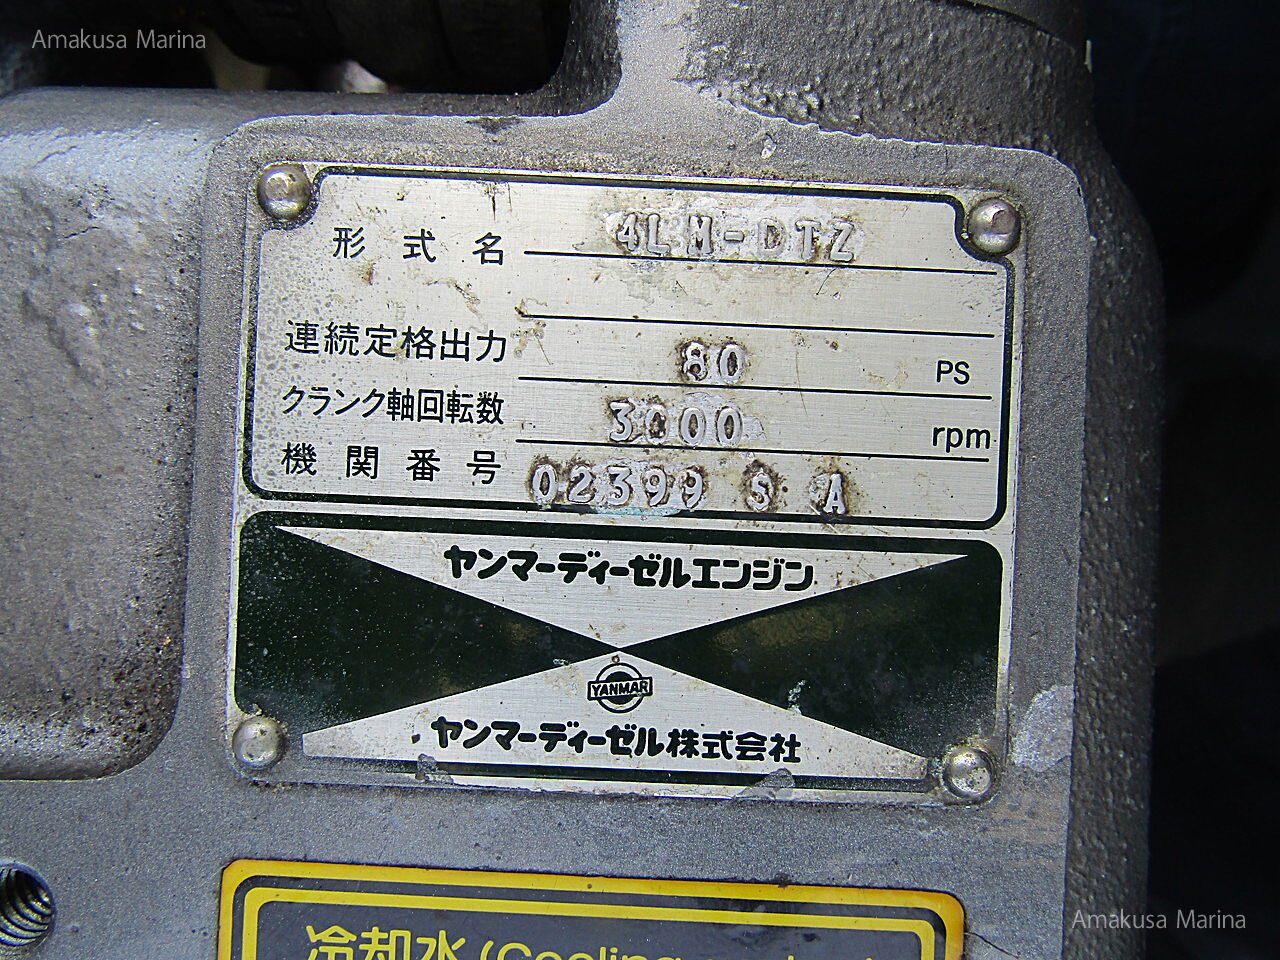 Amakusa Marina
形式名 4LM-DTZ
連続定格出力 80 PS
クランク軸回転数 3000 rpm
機関番号 02399 S A
ヤンマーディーゼルエンジン
YANMAR
ヤンマーディーゼル株式会社
Amakusa Marina
冷却水 (Cooling